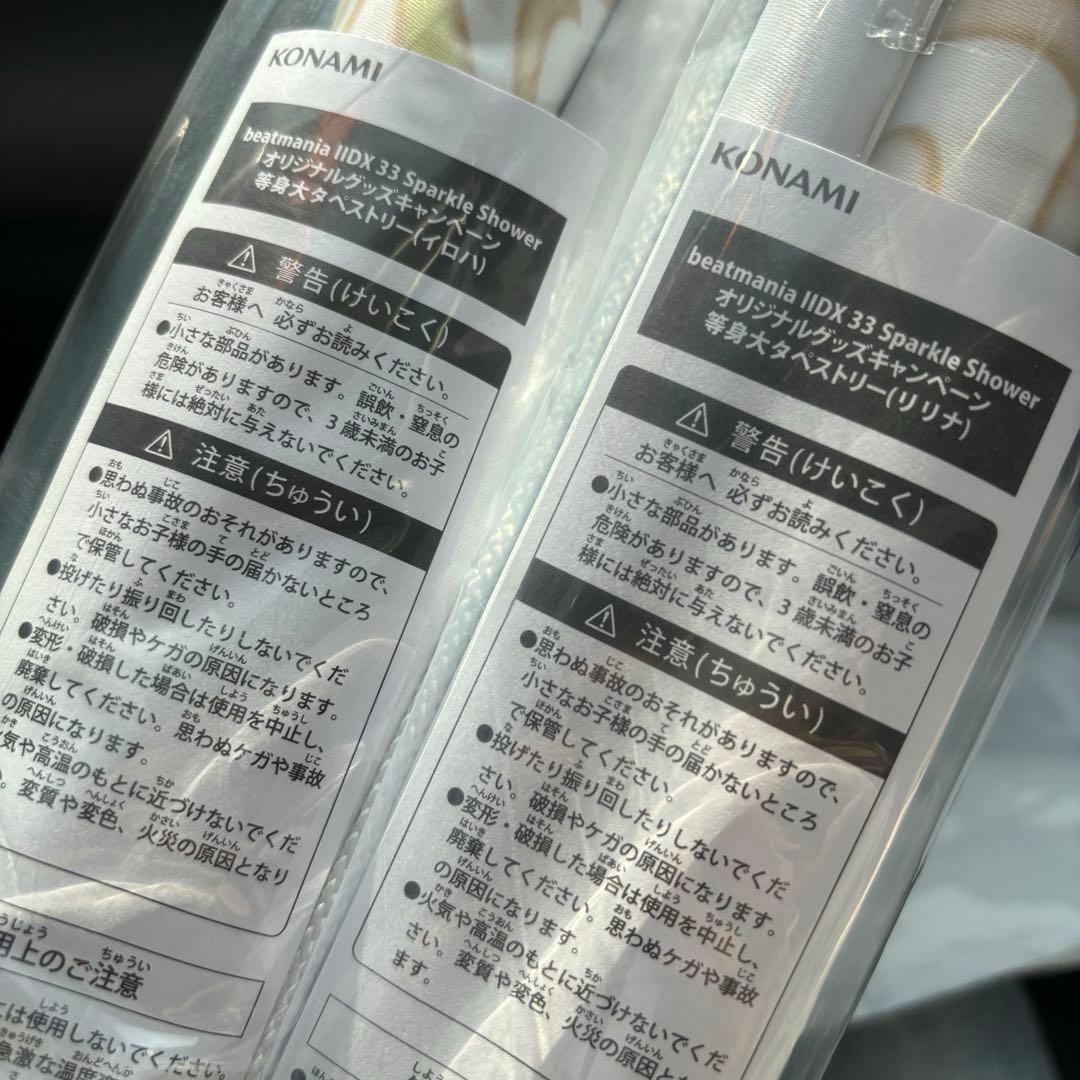 KONAMI
beatmania IIDX 33 Sparkle Shower
オリジナルグッズキャンペーン
等身大タペストリー(イロハ)
警告(けいこく)
お客様へ 必ずお読みください。
●小さな部品があります。誤飲・窒息の
危険がありますので、3歳未満のお子
様には絶対に与えないでください。
注意(ちゅうい)
●思わぬ事故のおそれがありますので、
小さなお子様の手の届かないところ
で保管してください。
●投げたり振り回したりしないでくだ
さい。破損やケガの原因になります。
●変形・破損した場合は使用を中止し、
廃棄してください。思わぬケガや事故
の原因になります。
気や高温のもとに近づけないでくだ
。変質や変色、火災の原因となり
用上のご注意
には使用しないでください。
急激な温度変
KONAMI
beatmania IIDX 33 Sparkle Shower
オリジナルグッズキャンペーン
等身大タペストリー(リリナ)
警告(けいこく)
お客様へ 必ずお読みください。
●小さな部品があります。誤飲・窒息の
危険がありますので、3歳未満のお子
様には絶対に与えないでください。
注意(ちゅうい)
●思わぬ事故のおそれがありますので、
小さなお子様の手の届かないところ
で保管してください。
●投げたり振り回したりしないでくだ
さい。破損やケガの原因になります。
●変形・破損した場合は使用を中止し、
廃棄してください。思わぬケガや事故
の原因になります。
●火気や高温のもとに近づけないでくだ
さい。変質や変色、火災の原因とな
ます。